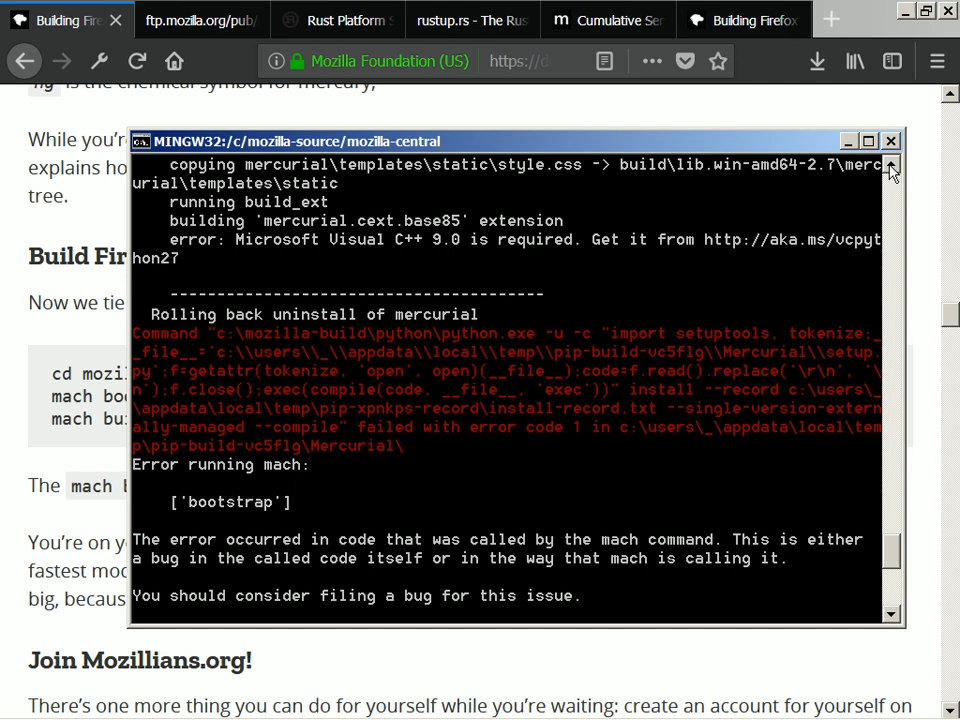 Building Fire
ftp.mozilla.org/pub/
Rust Platform S
rustup.rs - The Rus
Cumulative Ser
Building Firefox
Mozilla Foundation (US)
https://d
hg is the chemical symbol for mercury,
While you're
explains ho
tree.
Build Fir
Now we tie
cd mozil
mach boo
mach bui
The mach b
You're on yo
fastest mod
big, becaus
MINGW32:/c/mozilla-source/mozilla-central
copying mercurial\templates\static\style.css -> build\lib.win-amd64-2.7\merc
urial\templates\static
running build_ext
building 'mercurial.cext.base85' extension
error: Microsoft Visual C++ 9.0 is required. Get it from http://aka.ms/vcpyt
hon27
----------------------------------------
Rolling back uninstall of mercurial
Command "c:\mozilla-build\python\python.exe -u -c "import setuptools, tokenize;_
_file__='c:\\users\\_\\appdata\\local\\temp\\pip-build-vc5flg\\Mercurial\\setup.
py';f=getattr(tokenize, 'open', open)(__file__);code=f.read().replace('\r\n', '\
n');f.close();exec(compile(code, __file__, 'exec'))" install --record c:\users\_
\appdata\local\temp\pip-xpnkps-record\install-record.txt --single-version-extern
ally-managed --compile" failed with error code 1 in c:\users\_\appdata\local\tem
p\pip-build-vc5flg\Mercurial\
Error running mach:
['bootstrap']
The error occurred in code that was called by the mach command. This is either
a bug in the called code itself or in the way that mach is calling it.
You should consider filing a bug for this issue.
Join Mozillians.org!
There's one more thing you can do for yourself while you're waiting: create an account for yourself on